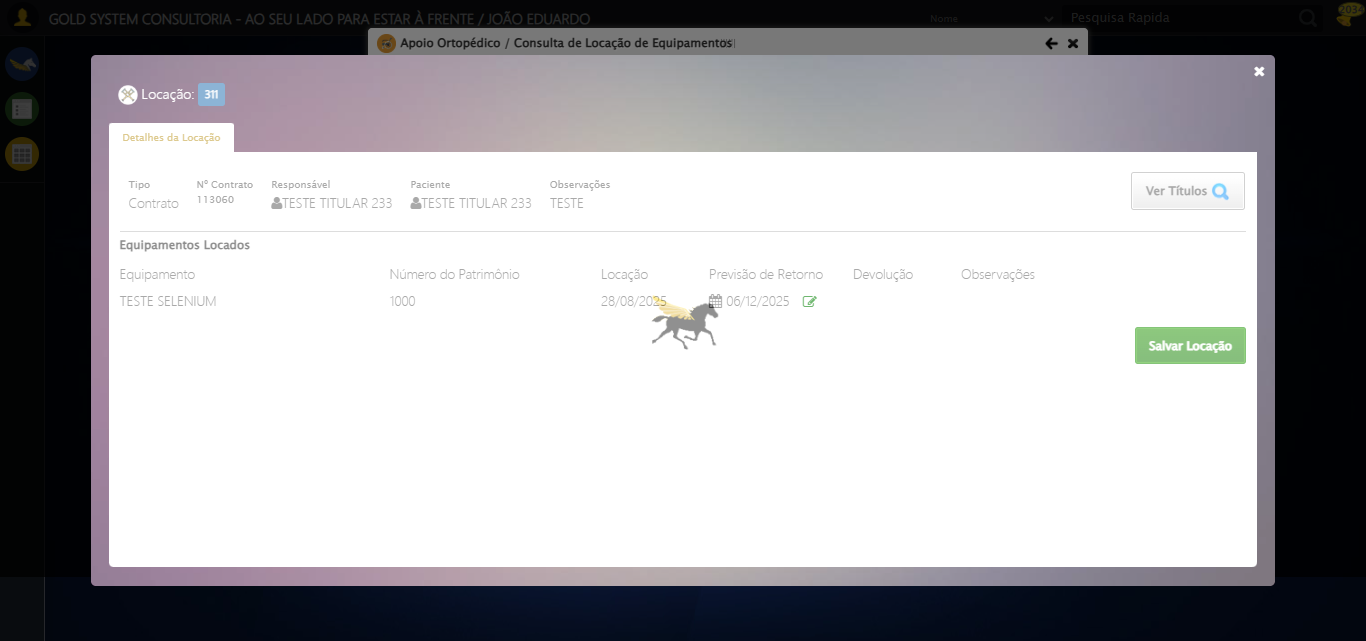 GOLD SYSTEM CONSULTORIA - AO SEU LADO PARA ESTAR À FRENTE / JOÃO EDUARDO
Nome
Pesquisa Rapida
203
Apoio Ortopédico / Consulta de Locação de Equipamentos
Locação: 311
Detalhes da Locação
Tipo Nº Contrato Responsável Paciente Observações
Contrato 113060 TESTE TITULAR 233 TESTE TITULAR 233 TESTE
Ver Títulos
Equipamentos Locados
Equipamento Número do Patrimônio Locação Previsão de Retorno Devolução Observações
TESTE SELENIUM 1000 28/08/2025 06/12/2025
Salvar Locação